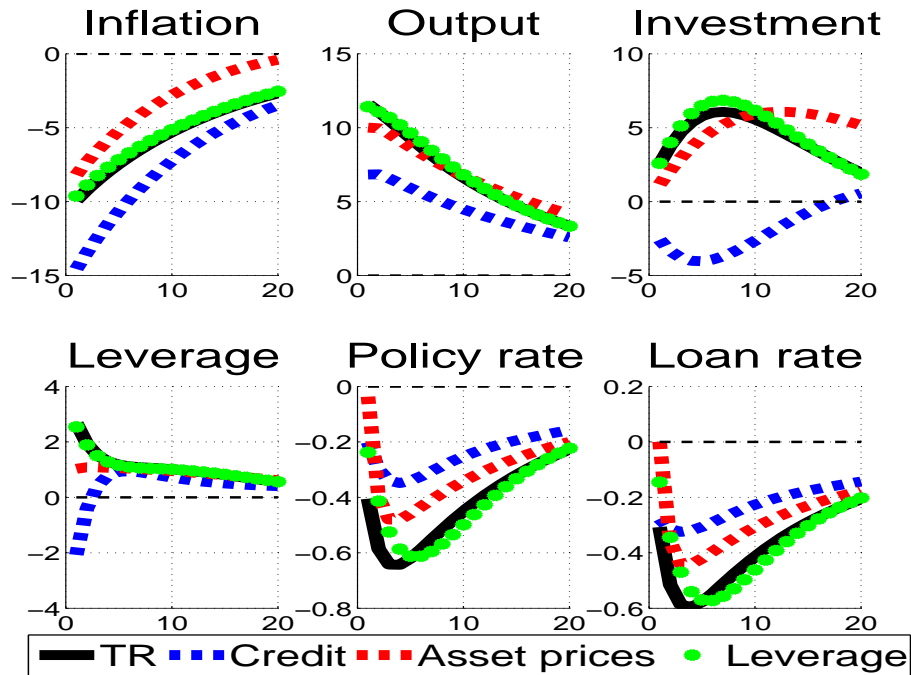 Inflation Output Investment
0 15 10
−5 10 5
−10 5 0
−15 0 −5
0 10 20 0 10 20 0 10 20
Leverage Policy rate Loan rate
4 0 0.2
2 −0.2 0
0 −0.4 −0.2
−2 −0.6 −0.4
−4 −0.8 −0.6
0 10 20 0 10 20 0 10 20
TR Credit Asset prices Leverage